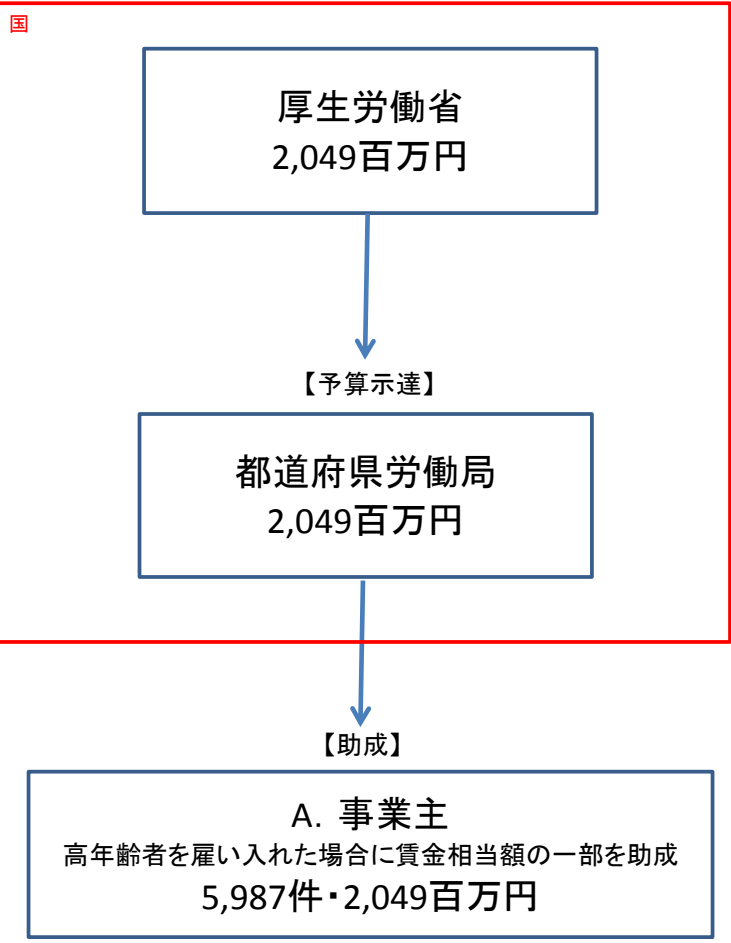 国
厚生労働省
2,049百万円
【予算示達】
都道府県労働局
2,049百万円
【助成】
A. 事業主
高年齢者を雇い入れた場合に賃金相当額の一部を助成
5,987件・2,049百万円